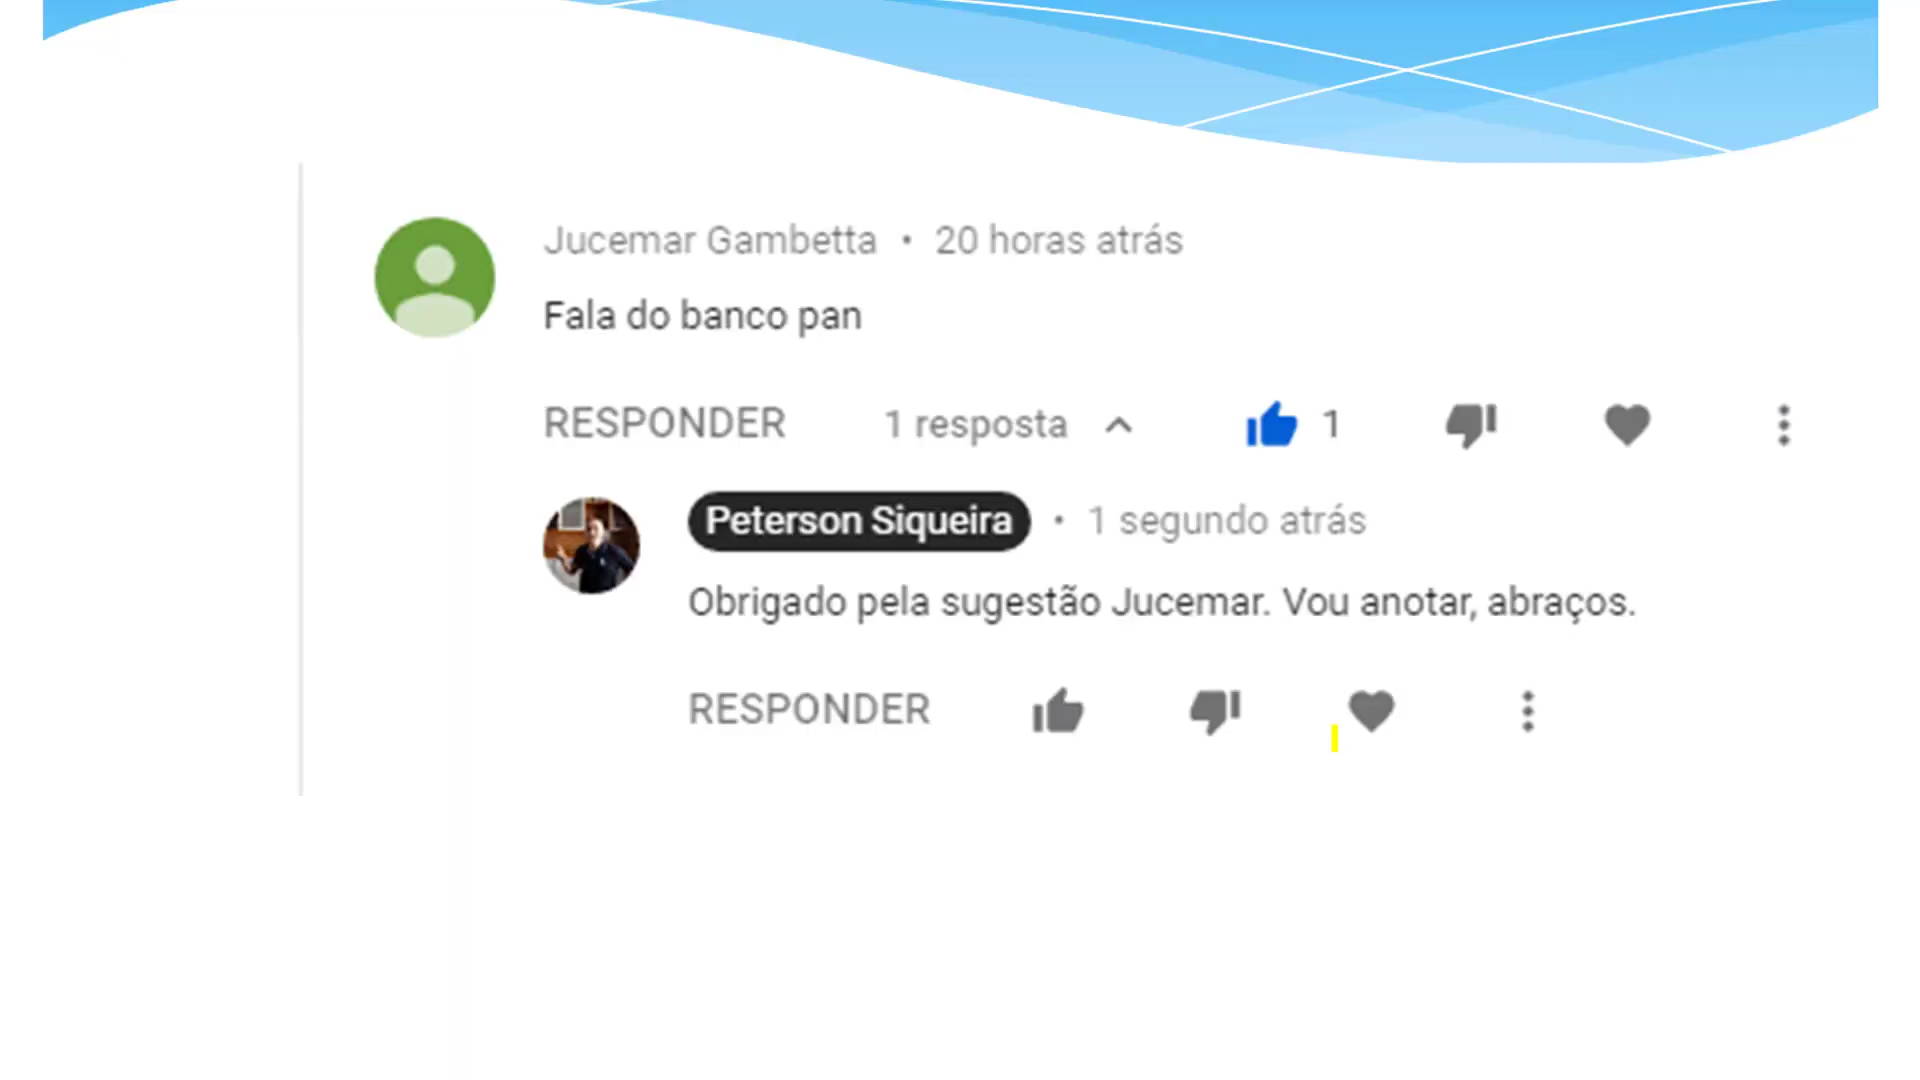 Jucemar Gambetta • 20 horas atrás
Fala do banco pan
RESPONDER 1 resposta 1
Peterson Siqueira • 1 segundo atrás
Obrigado pela sugestão Jucemar. Vou anotar, abraços.
RESPONDER